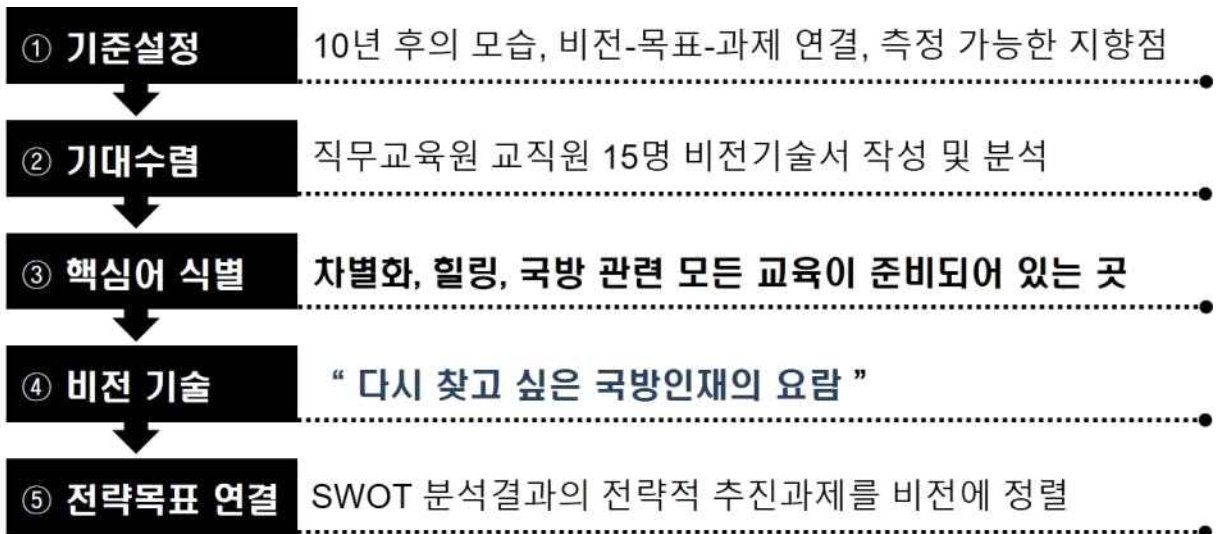 ① 기준설정 10년 후의 모습, 비전-목표-과제 연결, 측정 가능한 지향점
② 기대수렴 직무교육원 교직원 15명 비전기술서 작성 및 분석
③ 핵심어 식별 차별화, 힐링, 국방 관련 모든 교육이 준비되어 있는 곳
④ 비전 기술 “ 다시 찾고 싶은 국방인재의 요람 ”
⑤ 전략목표 연결 SWOT 분석결과의 전략적 추진과제를 비전에 정렬